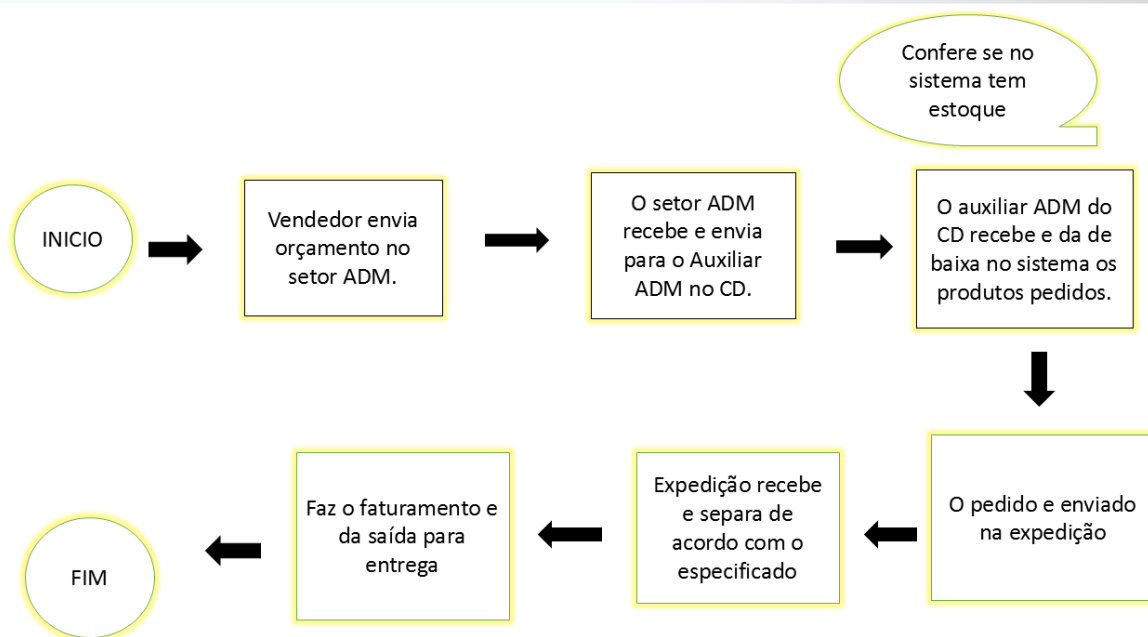 Confere se no
sistema tem
estoque
INICIO
Vendedor envia
orçamento no
setor ADM.
O setor ADM
recebe e envia
para o Auxiliar
ADM no CD.
O auxiliar ADM do
CD recebe e da de
baixa no sistema os
produtos pedidos.
O pedido e enviado
na expedição
Expedição recebe
e separa de
acordo com o
especificado
Faz o faturamento e
da saída para
entrega
FIM